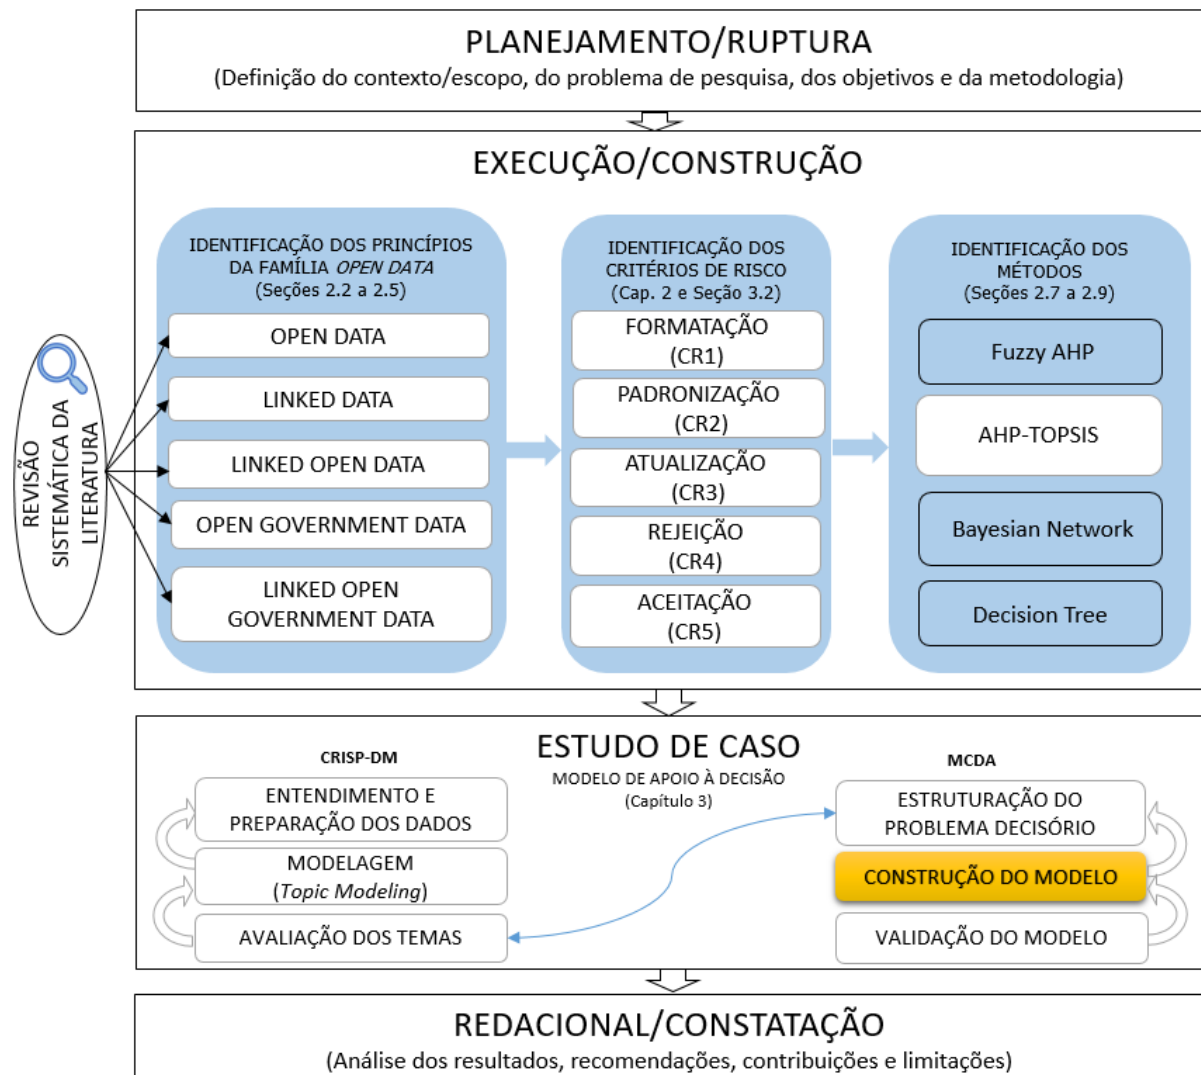 PLANEJAMENTO/RUPTURA
(Definição do contexto/escopo, do problema de pesquisa, dos objetivos e da metodologia)
EXECUÇÃO/CONSTRUÇÃO
REVISÃO
SISTEMÁTICA DA
LITERATURA
IDENTIFICAÇÃO DOS PRINCÍPIOS
DA FAMÍLIA OPEN DATA
(Seções 2.2 a 2.5)
OPEN DATA
LINKED DATA
LINKED OPEN DATA
OPEN GOVERNMENT DATA
LINKED OPEN
GOVERNMENT DATA
IDENTIFICAÇÃO DOS
CRITÉRIOS DE RISCO
(Cap. 2 e Seção 3.2)
FORMATAÇÃO
(CR1)
PADRONIZAÇÃO
(CR2)
ATUALIZAÇÃO
(CR3)
REJEIÇÃO
(CR4)
ACEITAÇÃO
(CR5)
IDENTIFICAÇÃO DOS
MÉTODOS
(Seções 2.7 a 2.9)
Fuzzy AHP
AHP-TOPSIS
Bayesian Network
Decision Tree
ESTUDO DE CASO
MODELO DE APOIO À DECISÃO
(Capítulo 3)
CRISP-DM
ENTENDIMENTO E
PREPARAÇÃO DOS DADOS
MODELAGEM
(Topic Modeling)
AVALIAÇÃO DOS TEMAS
MCDA
ESTRUTURAÇÃO DO
PROBLEMA DECISÓRIO
CONSTRUÇÃO DO MODELO
VALIDAÇÃO DO MODELO
REDACIONAL/CONSTATAÇÃO
(Análise dos resultados, recomendações, contribuições e limitações)